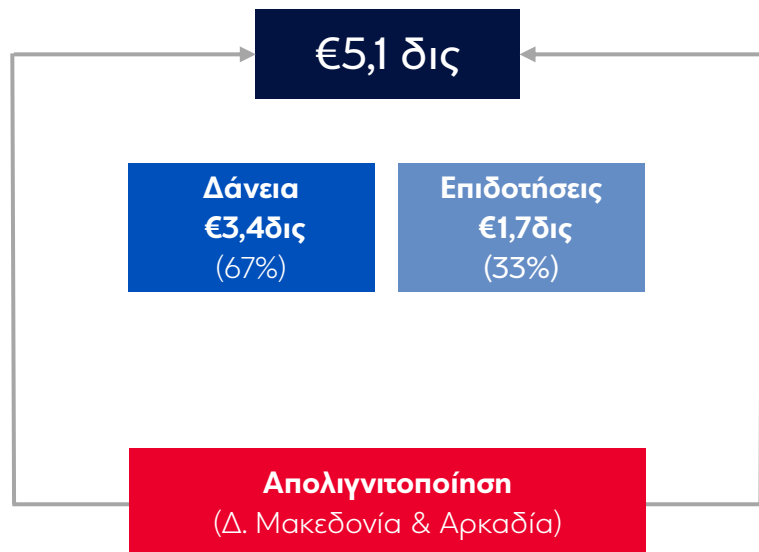 €5,1 δις
Δάνεια
€3,4δις
(67%)
Επιδοτήσεις
€1,7δις
(33%)
Απολιγνιτοποίηση
(Δ. Μακεδονία & Αρκαδία)